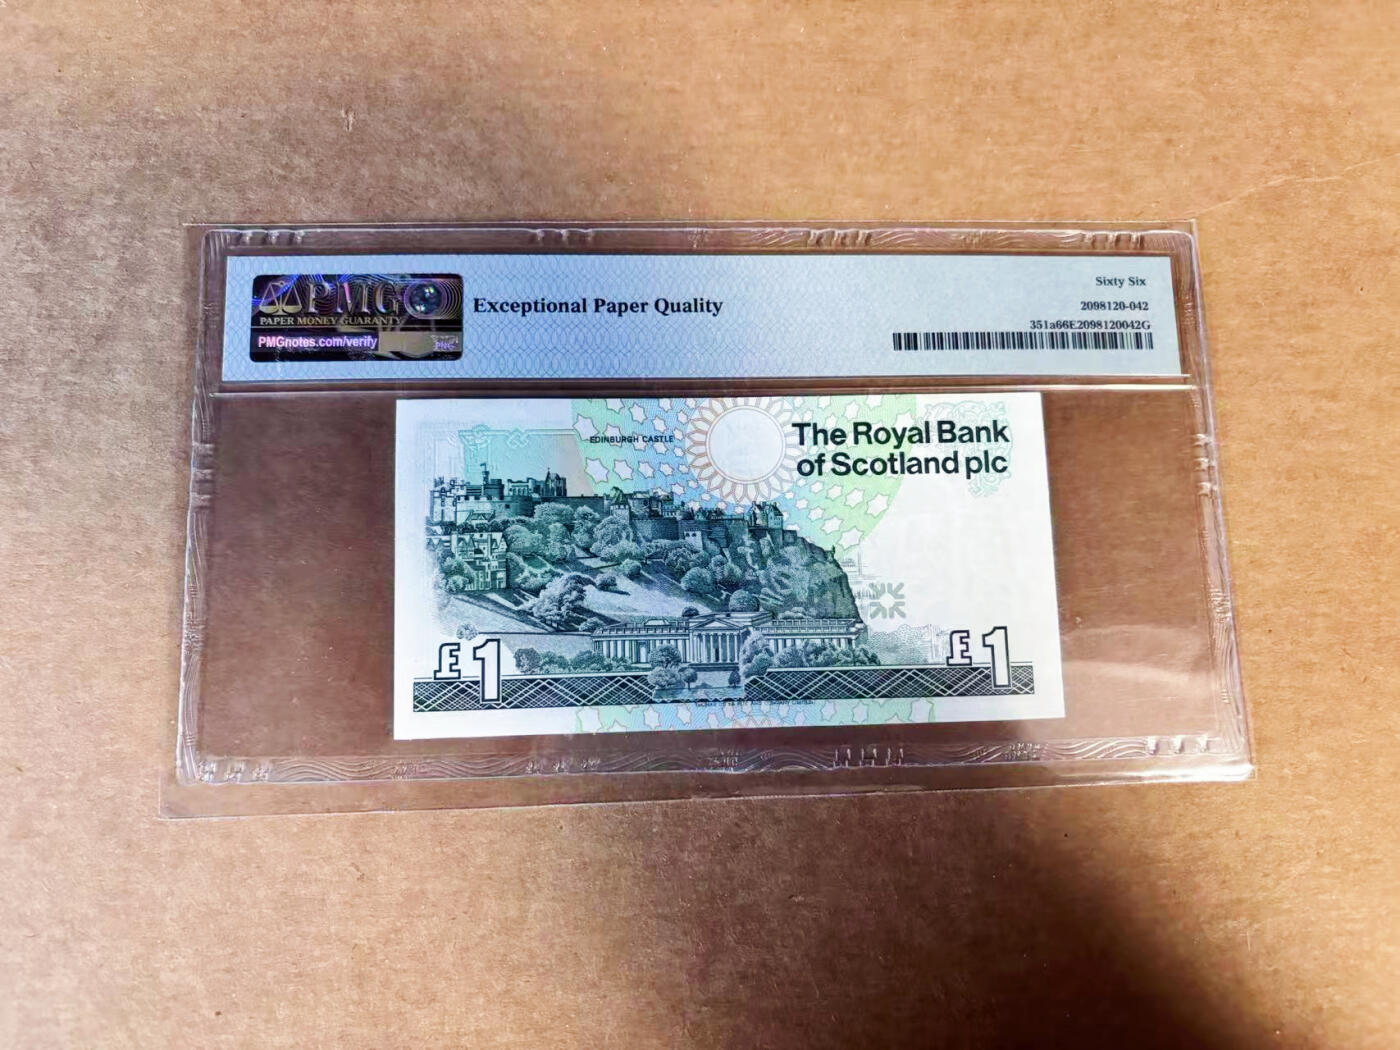 PMG
PAPER MONEY GUARANTY
PMGnotes.com/verify
PMG
Exceptional Paper Quality
Sixty Six
2098120-042
351a66E2098120042G
EDINBURGH CASTLE
The Royal Bank
of Scotland plc
£1
£1